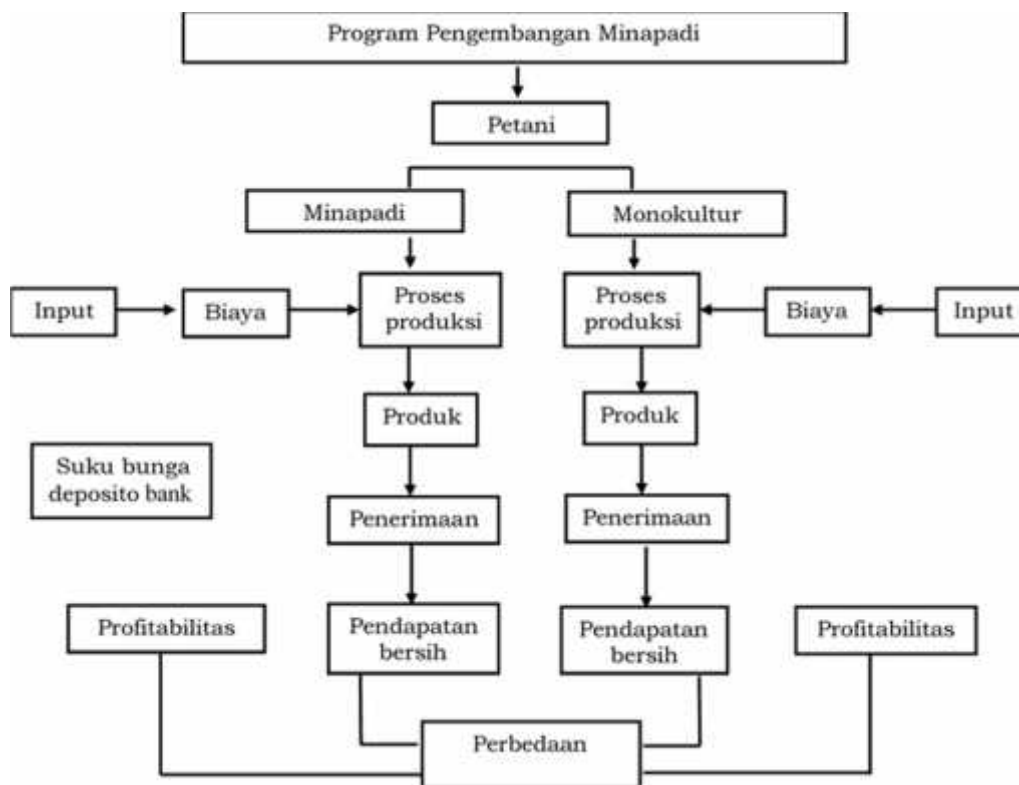 Program Pengembangan Minapadi
Petani
Minapadi
Monokultur
Input
Biaya
Proses
produksi
Proses
produksi
Biaya
Input
Produk
Produk
Suku bunga
deposito bank
Penerimaan
Penerimaan
Profitabilitas
Pendapatan
bersih
Pendapatan
bersih
Profitabilitas
Perbedaan